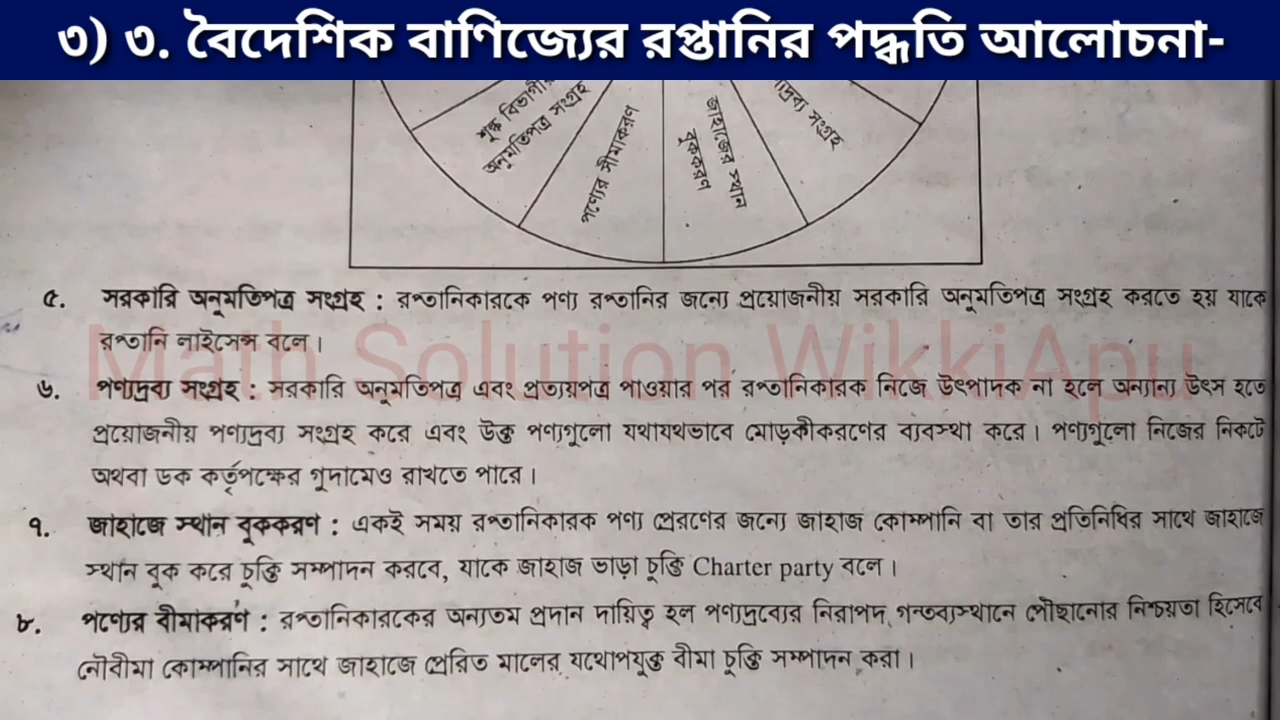 ৩) ৩. বৈদেশিক বাণিজ্যের রপ্তানির পদ্ধতি আলোচনা-
শুল্ক বিভাগীয়
অনুমতিপত্র সংগ্রহ
পণ্যের বীমাকরণ
জাহাজের স্থান
বুককরণ
সংগ্রহ
৫. সরকারি অনুমতিপত্র সংগ্রহ : রপ্তানিকারকে পণ্য রপ্তানির জন্যে প্রয়োজনীয় সরকারি অনুমতিপত্র সংগ্রহ করতে হয় যাকে
রপ্তানি লাইসেন্স বলে।
Math Solution WikkiApu
৬. পণ্যদ্রব্য সংগ্রহ : সরকারি অনুমতিপত্র এবং প্রত্যয়পত্র পাওয়ার পর রপ্তানিকারক নিজে উৎপাদক না হলে অন্যান্য উৎস হতে
প্রয়োজনীয় পণ্যদ্রব্য সংগ্রহ করে এবং উক্ত পণ্যগুলো যথাযথভাবে মোড়কীকরণের ব্যবস্থা করে। পণ্যগুলো নিজের নিকটে
অথবা ডক কর্তৃপক্ষের গুদামেও রাখতে পারে।
৭. জাহাজে স্থান বুককরণ : একই সময় রপ্তানিকারক পণ্য প্রেরণের জন্যে জাহাজ কোম্পানি বা তার প্রতিনিধির সাথে জাহাজে
স্থান বুক করে চুক্তি সম্পাদন করবে, যাকে জাহাজ ভাড়া চুক্তি Charter party বলে।
৮. পণ্যের বীমাকরণ : রপ্তানিকারকের অন্যতম প্রদান দায়িত্ব হল পণ্যদ্রব্যের নিরাপদ গন্তব্যস্থানে পৌছানোর নিশ্চয়তা হিসেবে
নৌবীমা কোম্পানির সাথে জাহাজে প্রেরিত মালের যথোপযুক্ত বীমা চুক্তি সম্পাদন করা।